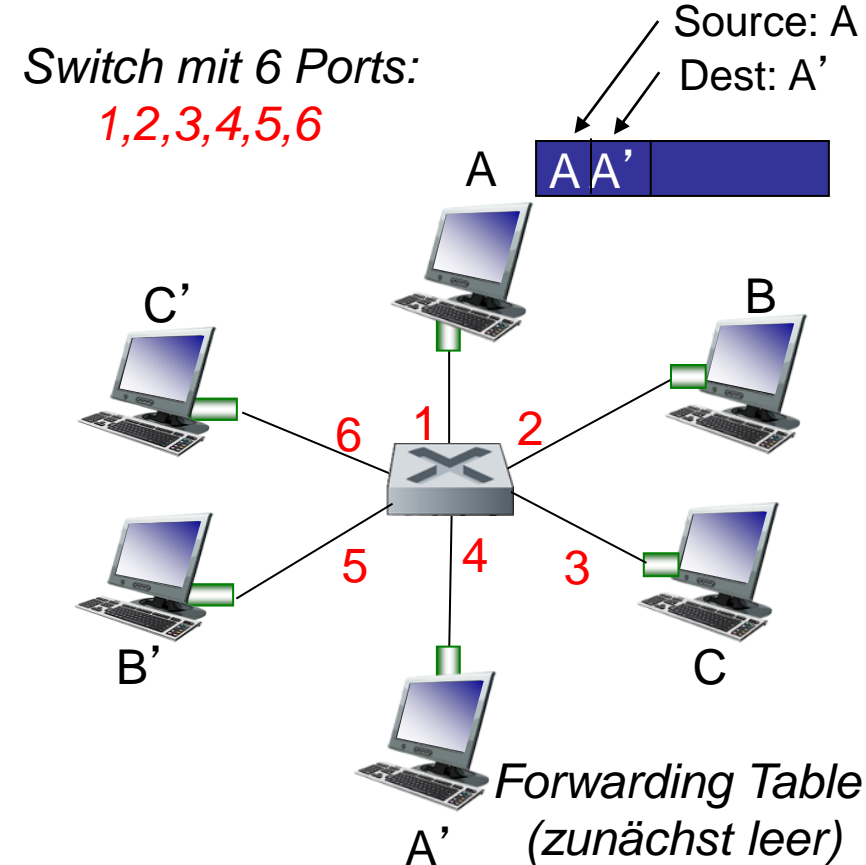 Source: A
Switch mit 6 Ports:
Dest: A’
1,2,3,4,5,6
A
A A’
C’
B
6
1
2
5
4
3
B’
C
Forwarding Table
A’
(zunächst leer)